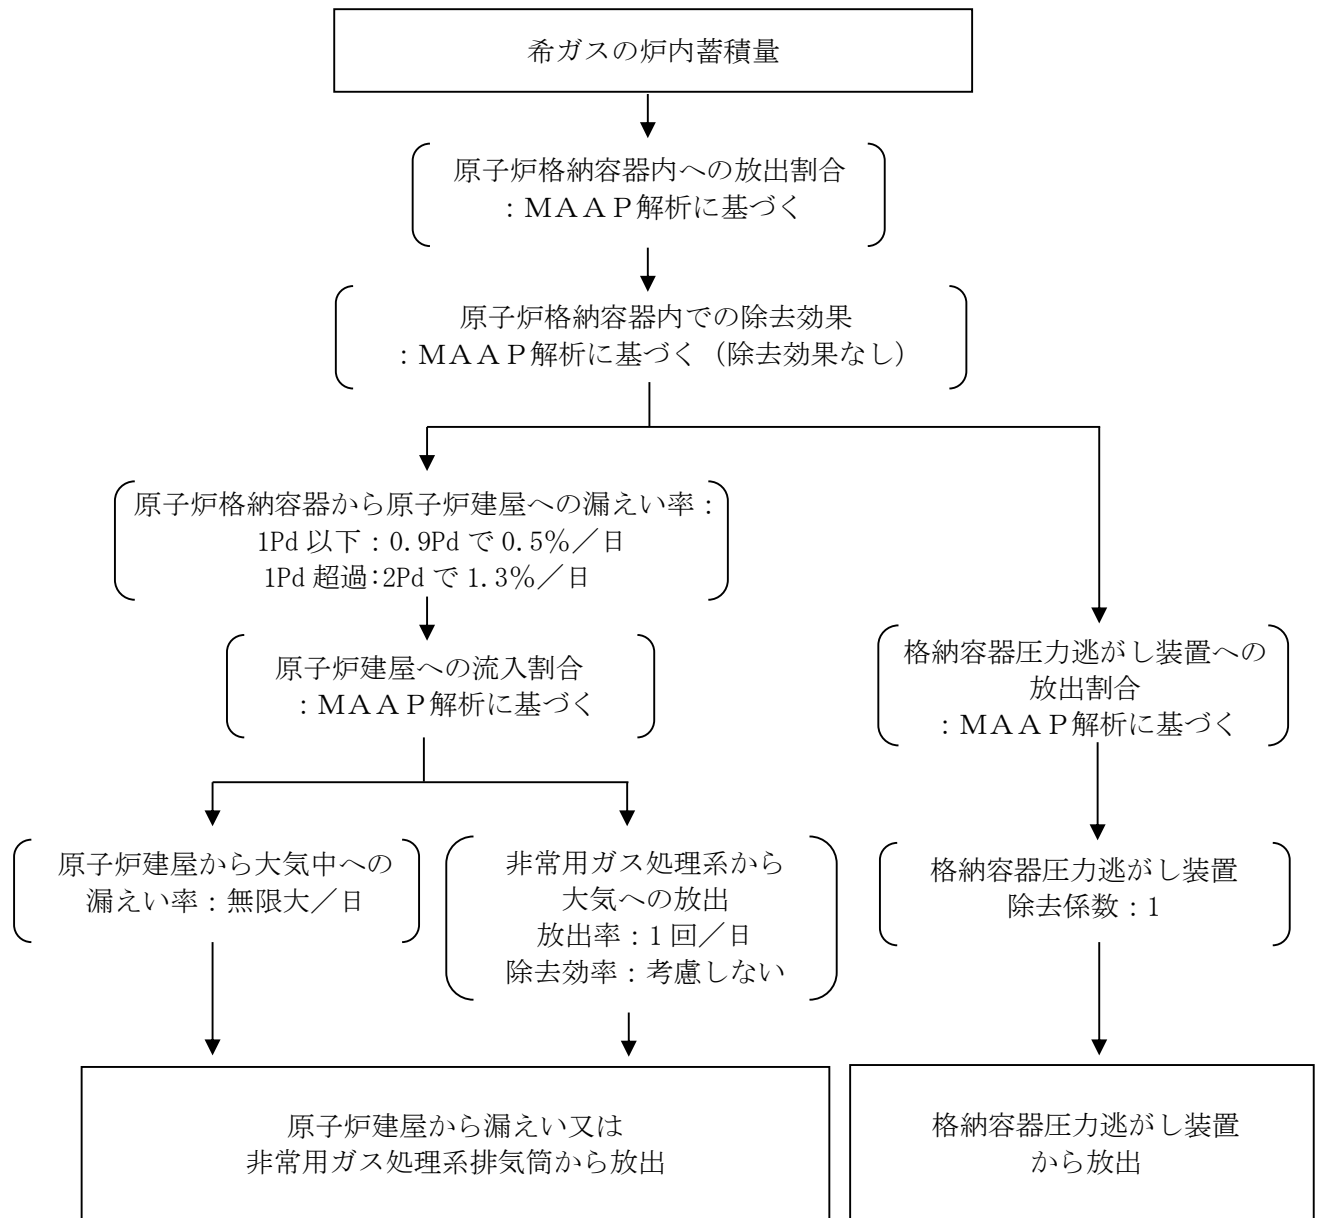 希ガスの炉内蓄積量
原子炉格納容器内への放出割合
：ＭＡＡＰ解析に基づく
原子炉格納容器内での除去効果
：ＭＡＡＰ解析に基づく（除去効果なし）
原子炉格納容器から原子炉建屋への漏えい率：
1Pd 以下：0.9Pd で 0.5％／日
1Pd 超過：2Pd で 1.3％／日
原子炉建屋への流入割合
：ＭＡＡＰ解析に基づく
格納容器圧力逃がし装置への
放出割合
：ＭＡＡＰ解析に基づく
原子炉建屋から大気中への
漏えい率：無限大／日
非常用ガス処理系から
大気への放出
放出率：1 回／日
除去効率：考慮しない
格納容器圧力逃がし装置
除去係数：1
原子炉建屋から漏えい又は
非常用ガス処理系排気筒から放出
格納容器圧力逃がし装置
から放出